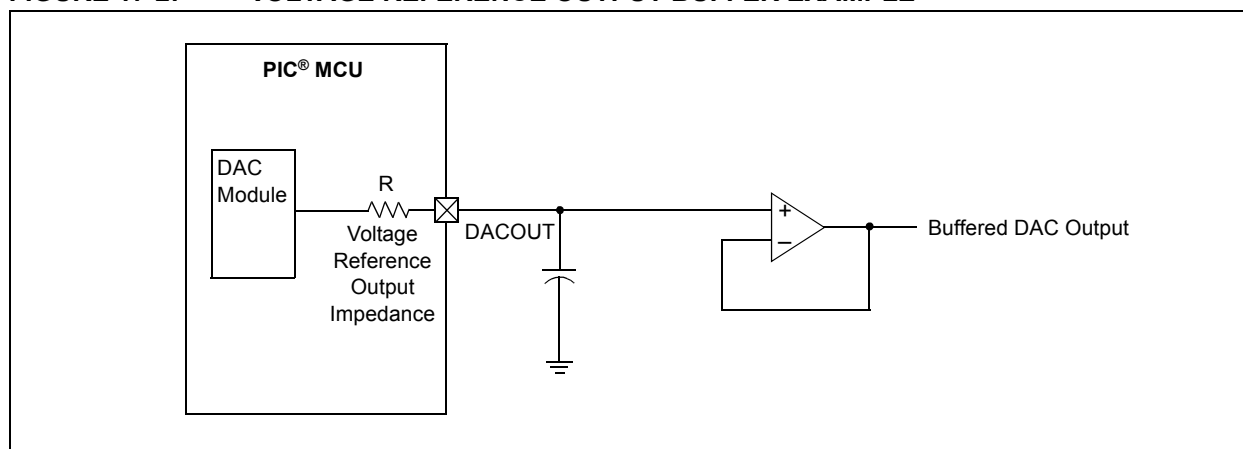 PIC® MCU
DAC
Module
R
DACOUT
Voltage
Reference
Output
Impedance
+
–
Buffered DAC Output